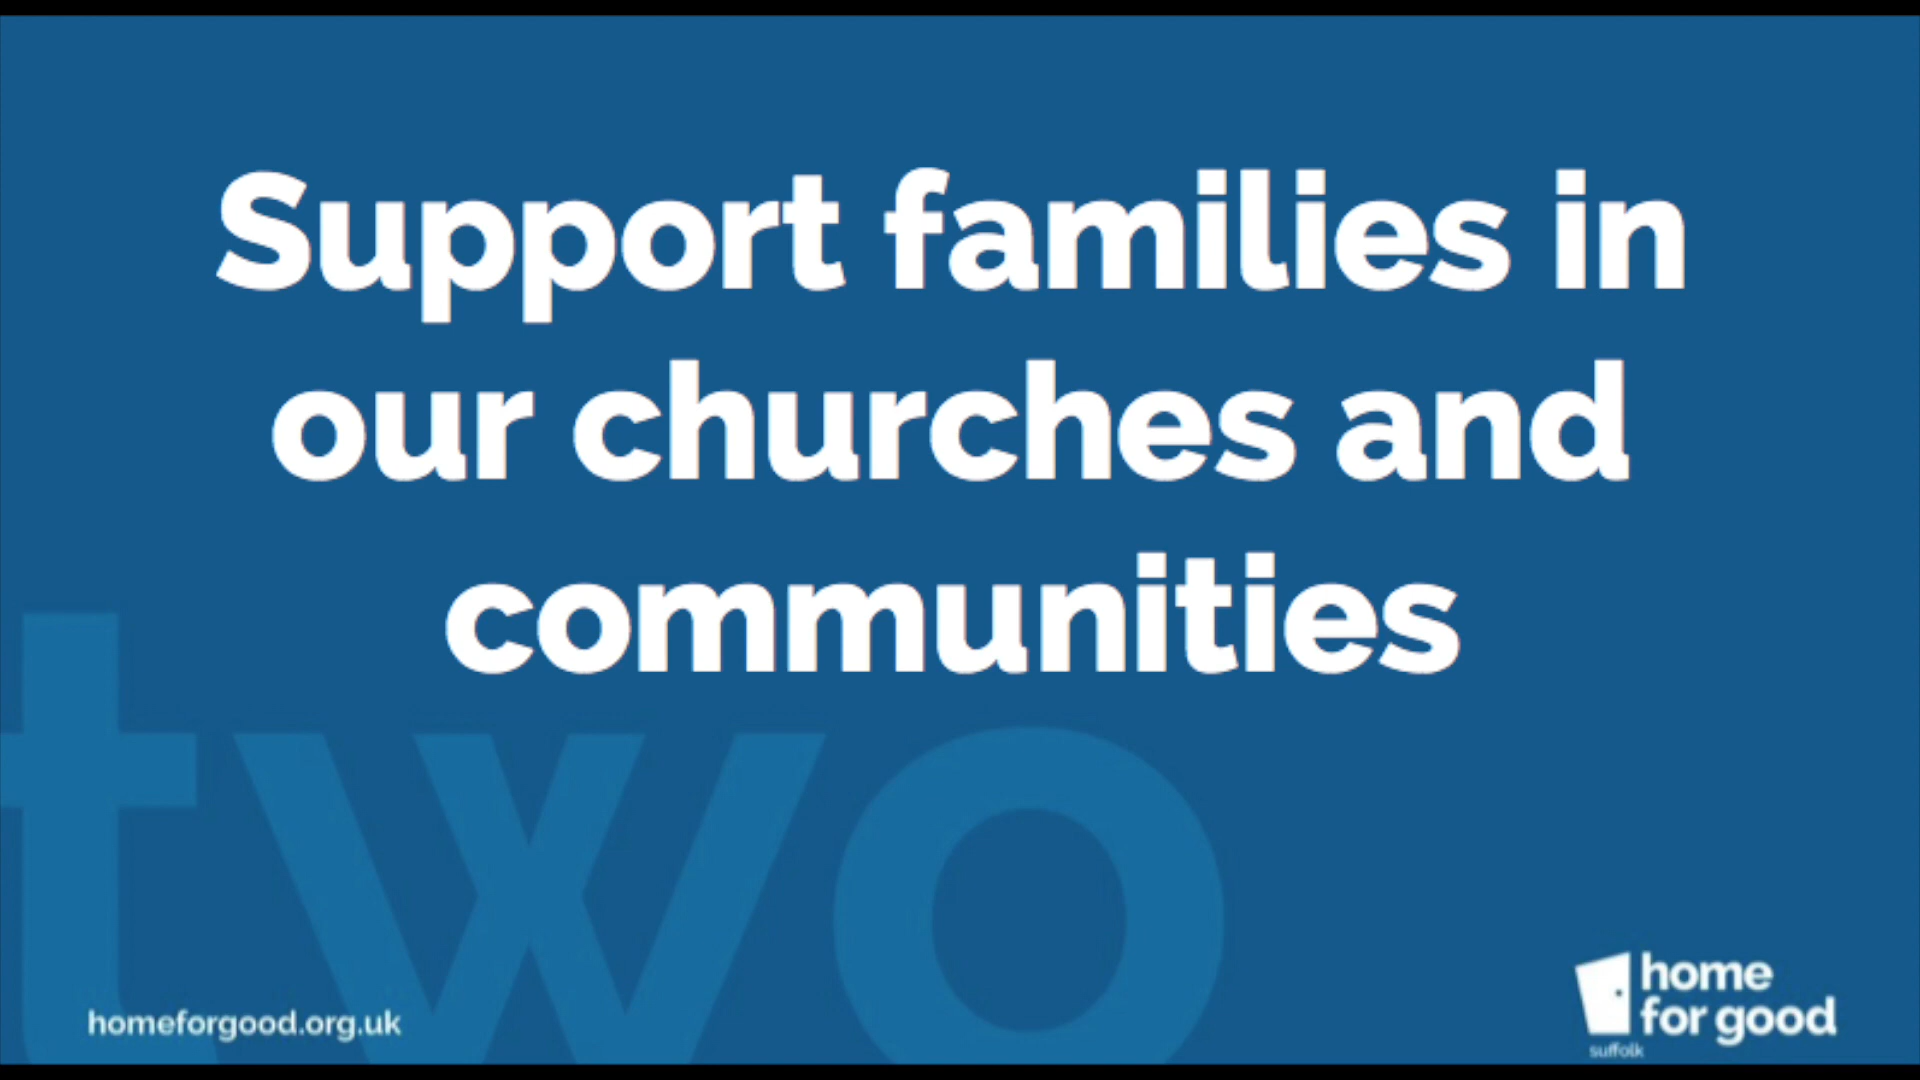 Support families in
our churches and
communities
two
homeforgood.org.uk
home
for good
suffolk